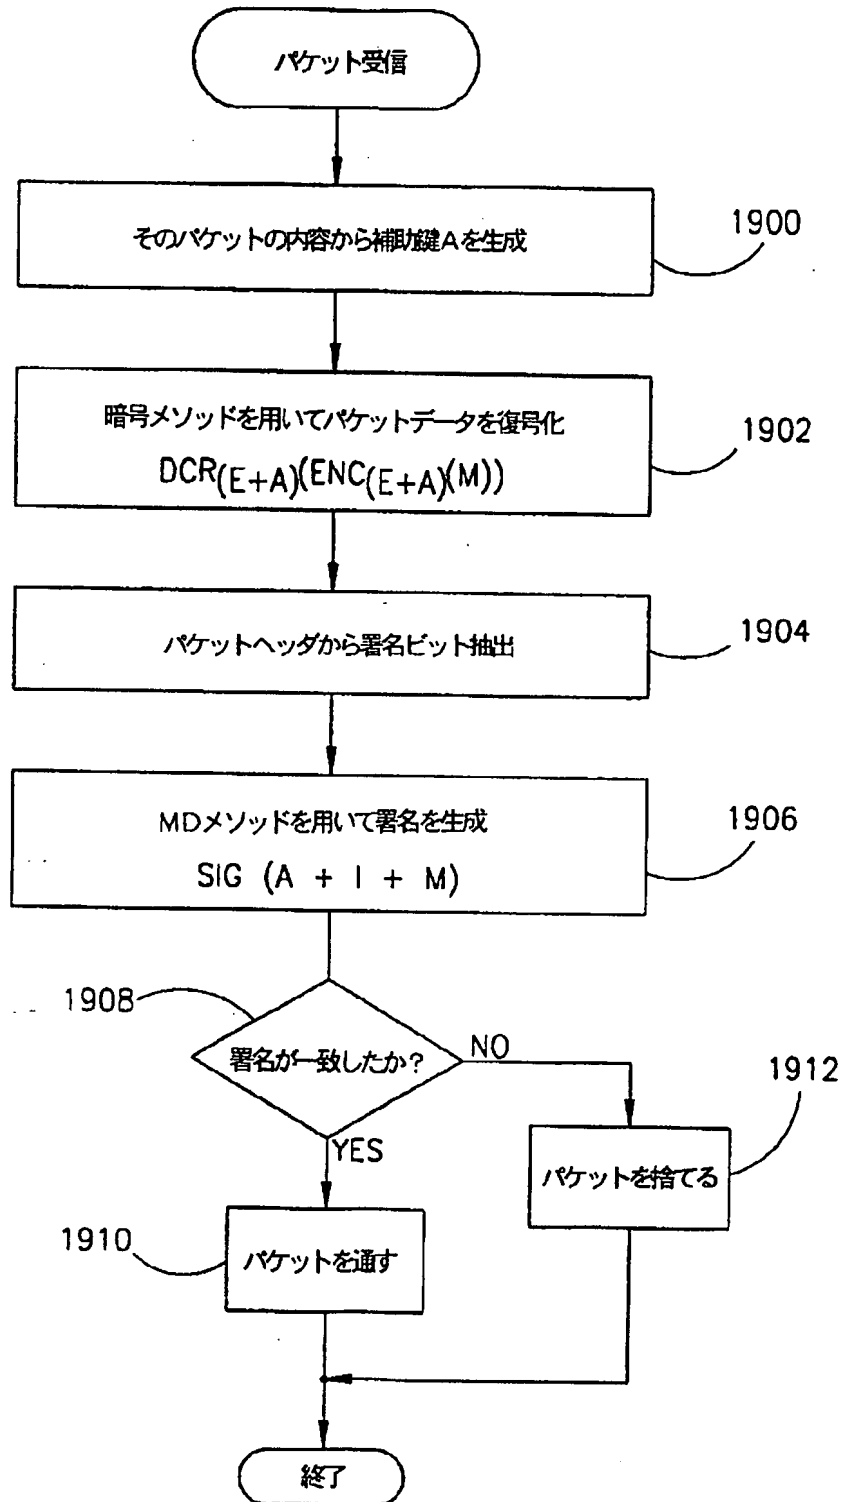 パケット受信
そのパケットの内容から補助鍵Aを生成
1900
暗号メソッドを用いてパケットデータを復号化
DCR(E+A)(ENC(E+A)(M))
1902
パケットヘッダから署名ビット抽出
1904
MDメソッドを用いて署名を生成
SIG (A + I + M)
1906
1908
署名が一致したか?
NO
YES
1912
パケットを捨てる
1910
パケットを通す
終了